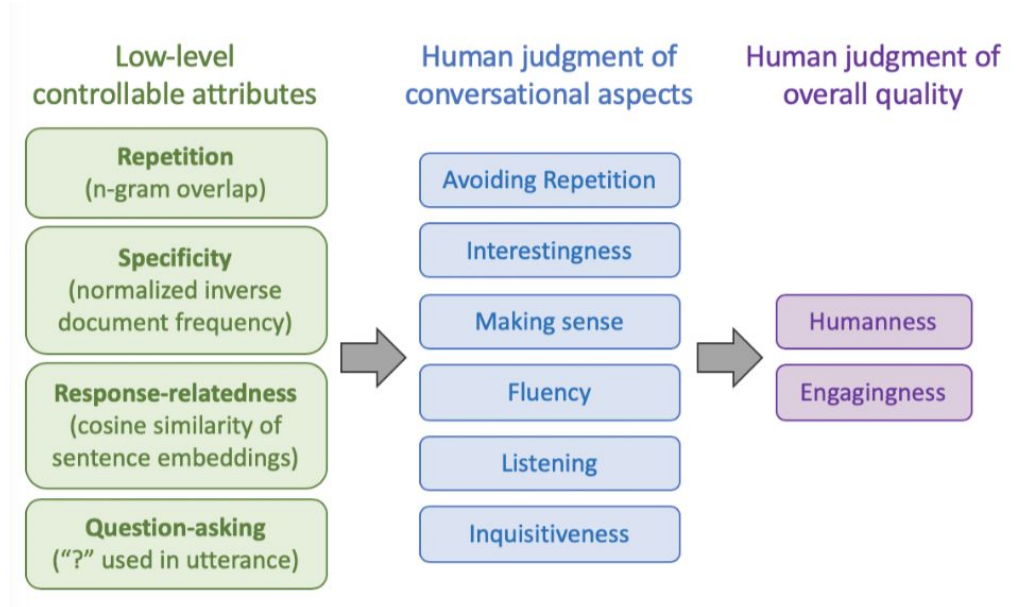 Low-level
controllable attributes
Repetition
(n-gram overlap)
Specificity
(normalized inverse
document frequency)
Response-relatedness
(cosine similarity of
sentence embeddings)
Question-asking
(“?” used in utterance)
Human judgment of
conversational aspects
Avoiding Repetition
Interestingness
Making sense
Fluency
Listening
Inquisitiveness
Human judgment of
overall quality
Humanness
Engagingness